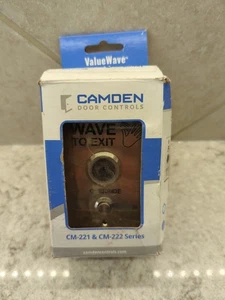 ValueWave®
CAMDEN
DOOR CONTROLS
WAVE
TO EXIT
CM-221 & CM-222 Series